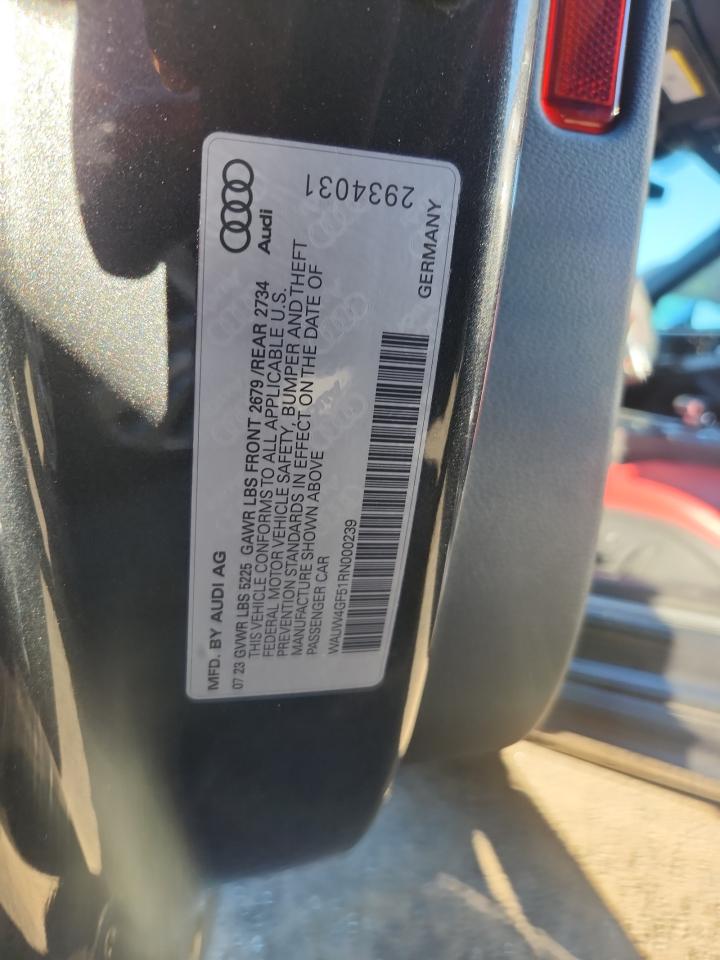 Audi
2934031
MFD. BY AUDI AG
07 23 GVWR LBS 5225 GAWR LBS FRONT 2679 /REAR 2734
THIS VEHICLE CONFORMS TO ALL APPLICABLE U.S.
FEDERAL MOTOR VEHICLE SAFETY, BUMPER AND THEFT
PREVENTION STANDARDS IN EFFECT ON THE DATE OF
MANUFACTURE SHOWN ABOVE
PASSENGER CAR
WAUW4GF51RN000239
GERMANY